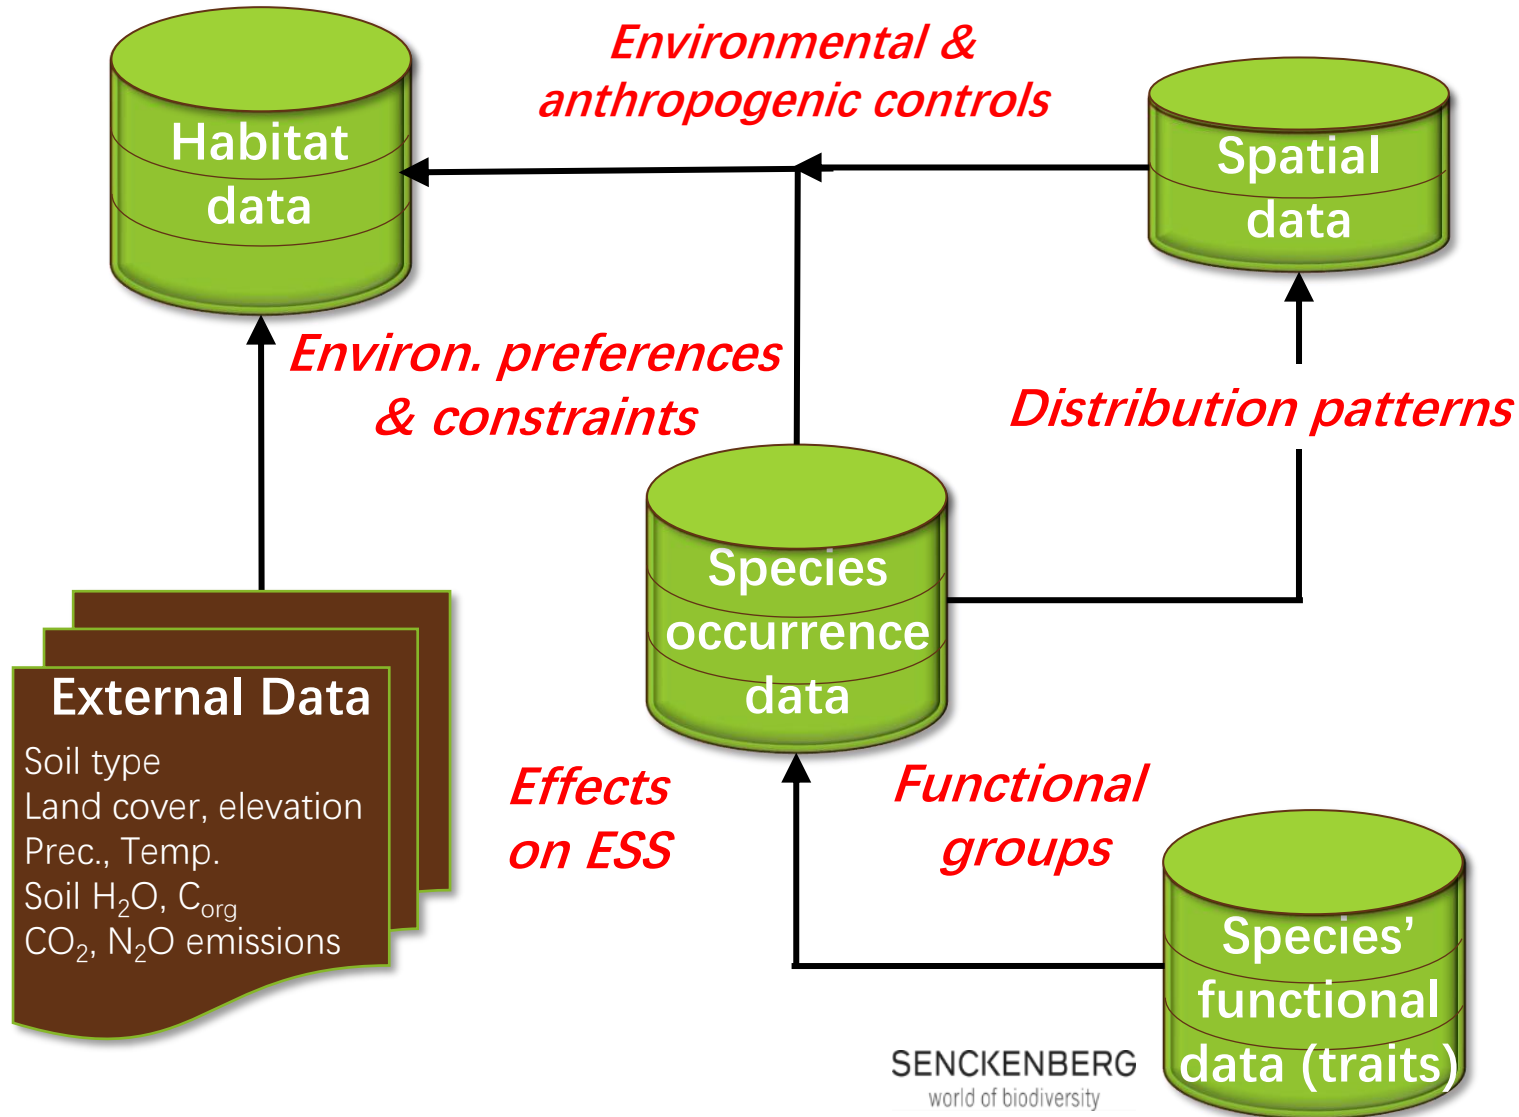 Environmental &
anthropogenic controls
Habitat
data
Spatial
data
Environ. preferences
& constraints
Distribution patterns
Species
occurrence
data
External Data
Soil type
Land cover, elevation
Prec., Temp.
Soil H₂O, Corg
CO₂, N₂O emissions
Effects
on ESS
Functional
groups
Species’
functional
data (traits)
SENCKENBERG
world of biodiversity